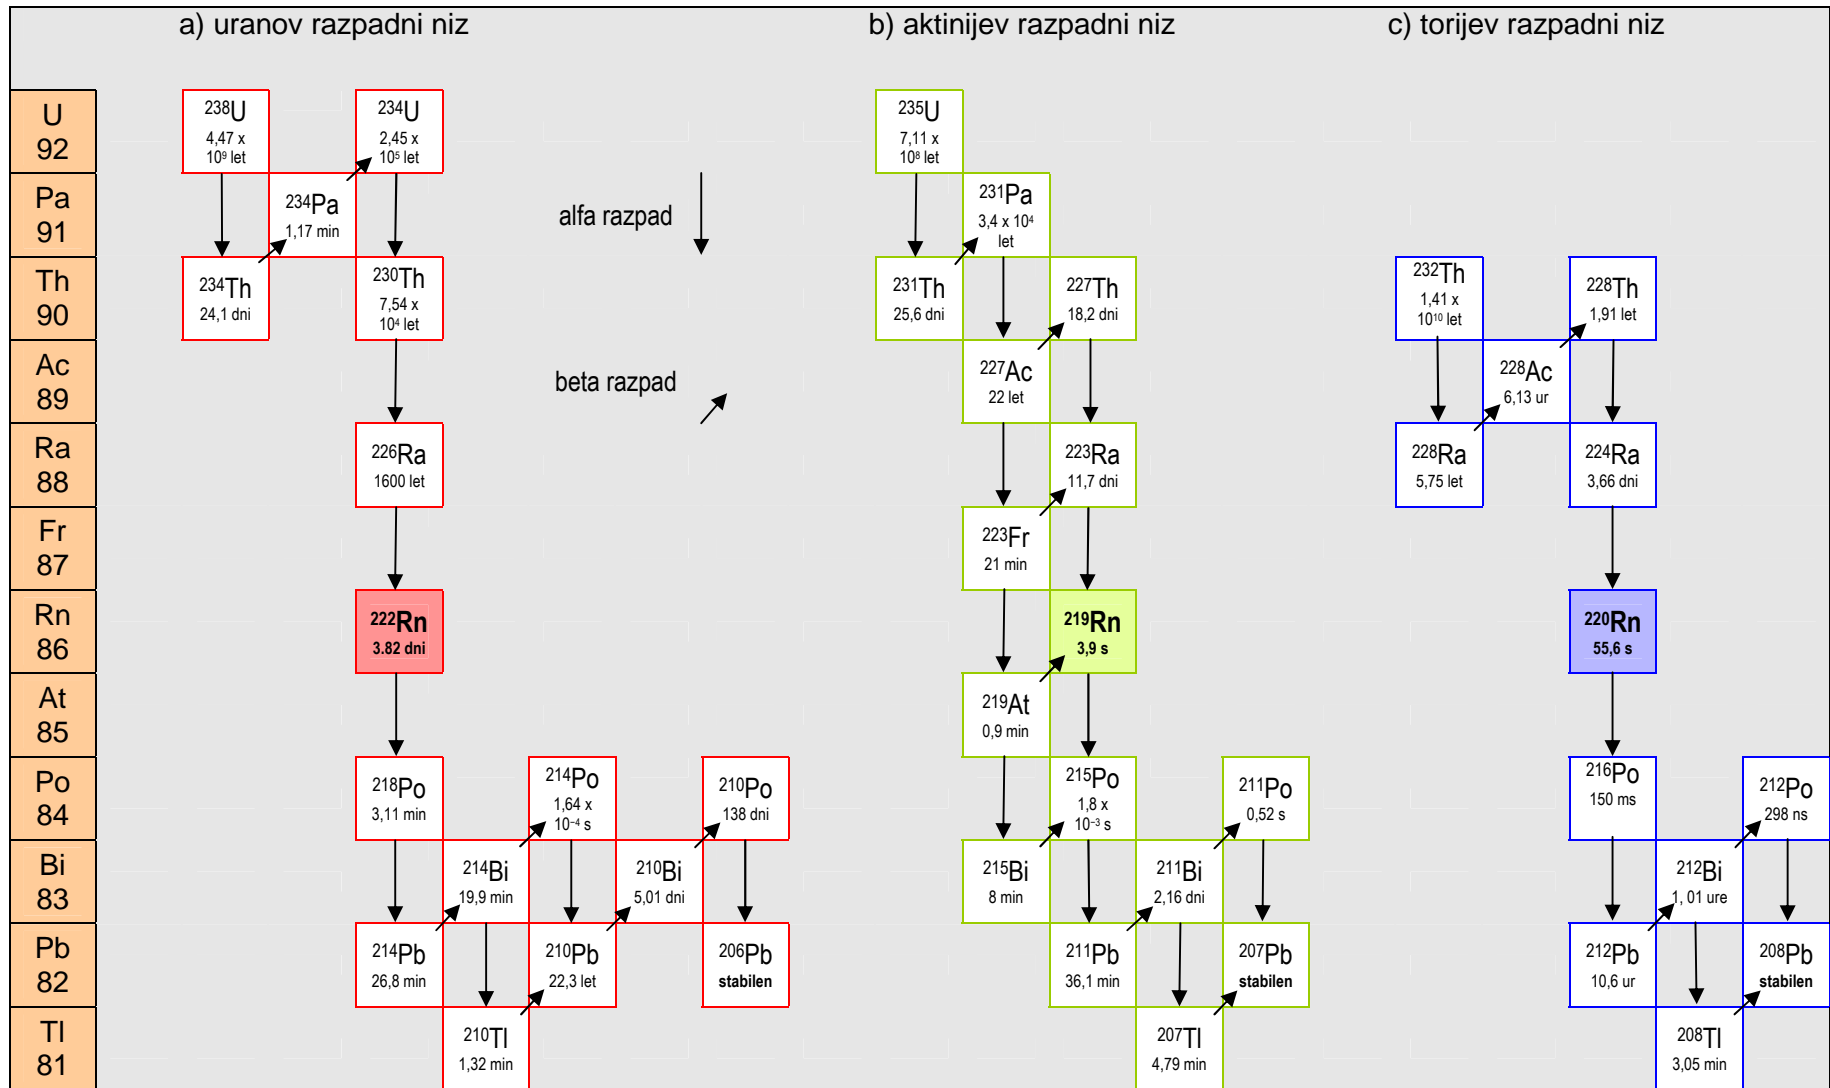 a) uranov razpadni niz
b) aktinijev razpadni niz
c) torijev razpadni niz
U
92
²³⁸U
4,47 x
10⁹ let
²³⁴U
2,45 x
10⁵ let
²³⁵U
7,11 x
10⁸ let
Pa
91
²³⁴Pa
1,17 min
alfa razpad
²³¹Pa
3,4 x 10⁴
let
Th
90
²³⁴Th
24,1 dni
²³⁰Th
7,54 x
10⁴ let
²³¹Th
25,6 dni
²²⁷Th
18,2 dni
²³²Th
1,41 x
10¹⁰ let
²²⁸Th
1,91 let
Ac
89
beta razpad
²²⁷Ac
22 let
²²⁸Ac
6,13 ur
Ra
88
²²⁶Ra
1600 let
²²³Ra
11,7 dni
²²⁸Ra
5,75 let
²²⁴Ra
3,66 dni
Fr
87
²²³Fr
21 min
Rn
86
²²²Rn
3.82 dni
²¹⁹Rn
3,9 s
²²⁰Rn
55,6 s
At
85
²¹⁹At
0,9 min
Po
84
²¹⁸Po
3,11 min
²¹⁴Po
1,64 x
10⁻⁴ s
²¹⁰Po
138 dni
²¹⁵Po
1,8 x
10⁻³ s
²¹¹Po
0,52 s
²¹⁶Po
150 ms
²¹²Po
298 ns
Bi
83
²¹⁴Bi
19,9 min
²¹⁰Bi
5,01 dni
²¹⁵Bi
8 min
²¹¹Bi
2,16 dni
²¹²Bi
1, 01 ure
Pb
82
²¹⁴Pb
26,8 min
²¹⁰Pb
22,3 let
²⁰⁶Pb
stabilen
²¹¹Pb
36,1 min
²⁰⁷Pb
stabilen
²¹²Pb
10,6 ur
²⁰⁸Pb
stabilen
Tl
81
²¹⁰Tl
1,32 min
²⁰⁷Tl
4,79 min
²⁰⁸Tl
3,05 min